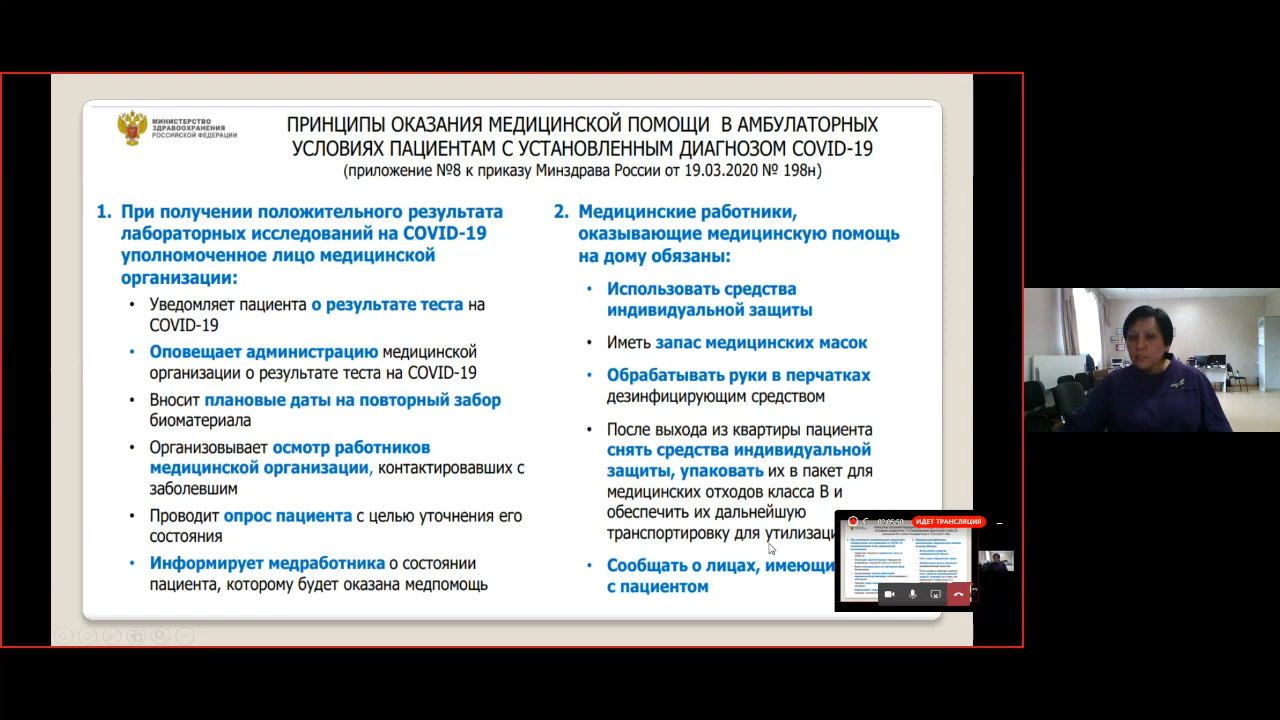 МИНИСТЕРСТВО
ЗДРАВООХРАНЕНИЯ
РОССИЙСКОЙ ФЕДЕРАЦИИ
ПРИНЦИПЫ ОКАЗАНИЯ МЕДИЦИНСКОЙ ПОМОЩИ В АМБУЛАТОРНЫХ
УСЛОВИЯХ ПАЦИЕНТАМ С УСТАНОВЛЕННЫМ ДИАГНОЗОМ COVID-19
(приложение №8 к приказу Минздрава России от 19.03.2020 № 198н)
1. При получении положительного результата
лабораторных исследований на COVID-19
уполномоченное лицо медицинской
организации:
• Уведомляет пациента о результате теста на
COVID-19
• Оповещает администрацию медицинской
организации о результате теста на COVID-19
• Вносит плановые даты на повторный забор
биоматериала
• Организовывает осмотр работников
медицинской организации, контактировавших с
заболевшим
• Проводит опрос пациента с целью уточнения его
состояния
• Информирует медработника о состоянии
пациента, которому будет оказана медпомощь
2. Медицинские работники,
оказывающие медицинскую помощь
на дому обязаны:
• Использовать средства
индивидуальной защиты
• Иметь запас медицинских масок
• Обрабатывать руки в перчатках
дезинфицирующим средством
• После выхода из квартиры пациента
снять средства индивидуальной
защиты, упаковать их в пакет для
медицинских отходов класса В и
обеспечить их дальнейшую
транспортировку для утилизаци
• Сообщать о лицах, имеющи
с пациентом
02:05:50
ИДЕТ ТРАНСЛЯЦИЯ